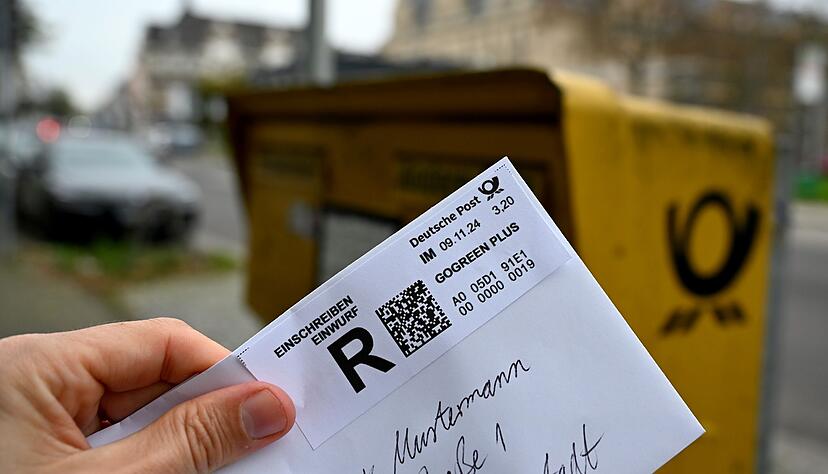 Deutsche Post
IM 09.11.24 3,20
GOGREEN PLUS
A0 05D1 91E1
00 0000 0019
EINSCHREIBEN
EINWURF
R
Mustermann
1